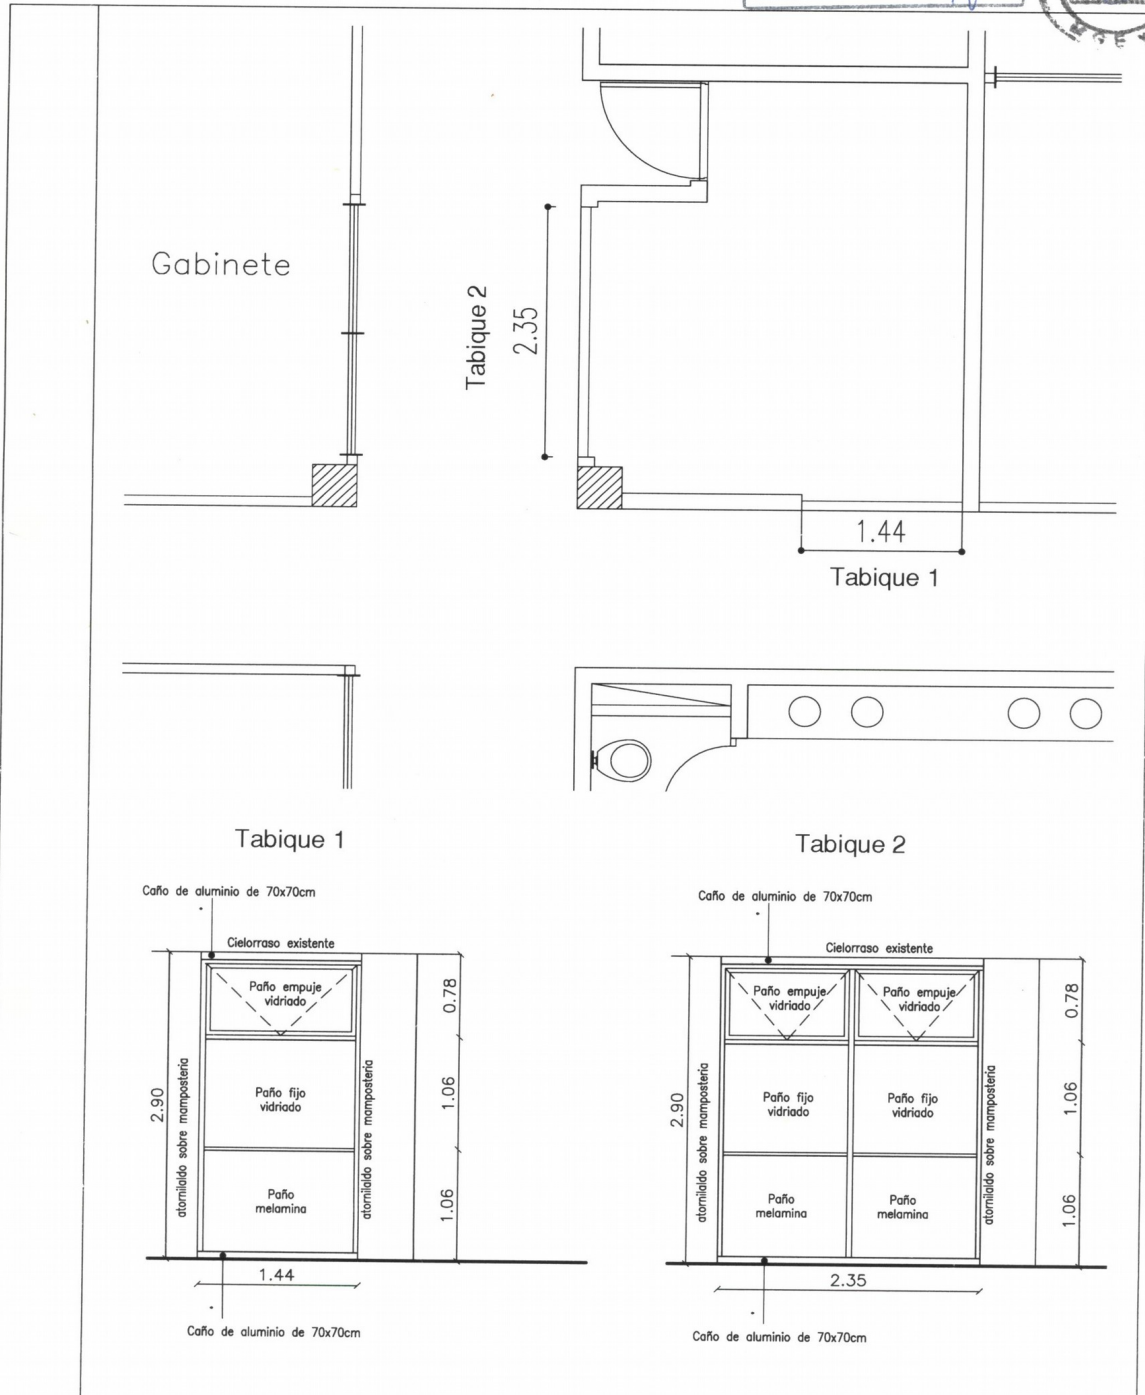 Gabinete
Tabique 2
2.35
1.44
Tabique 1
Tabique 1
Caño de aluminio de 70x70cm
Cielorraso existente
Paño empuje
vidriado
Paño fijo
vidriado
Paño
melamina
atornilaldo sobre mamposteria
atornilaldo sobre mamposteria
2.90
0.78
1.06
1.06
1.44
Caño de aluminio de 70x70cm
Tabique 2
Caño de aluminio de 70x70cm
Cielorraso existente
Paño empuje
vidriado
Paño empuje
vidriado
Paño fijo
vidriado
Paño fijo
vidriado
Paño
melamina
Paño
melamina
atornilaldo sobre mamposteria
atornilaldo sobre mamposteria
2.90
0.78
1.06
1.06
2.35
Caño de aluminio de 70x70cm